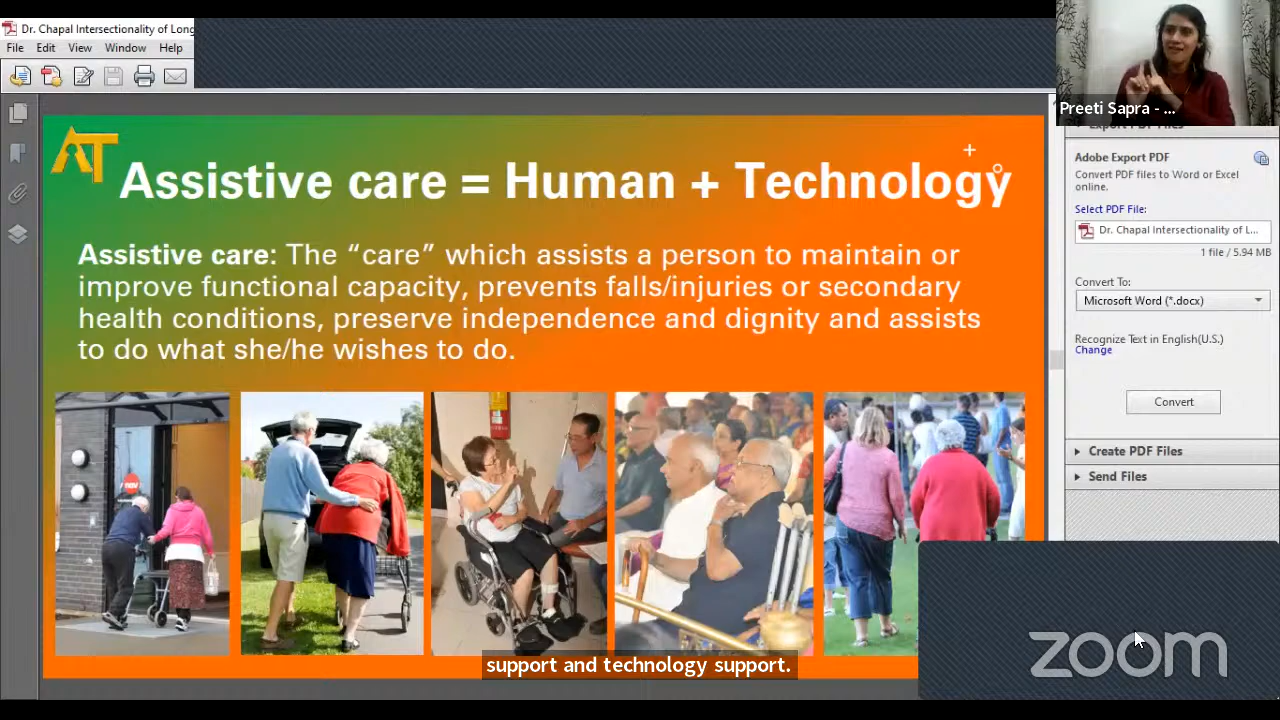 Dr. Chapal Intersectionality of Long
File Edit View Window Help
Preeti Sapra - ...
AT
Assistive care = Human + Technology
Assistive care: The “care” which assists a person to maintain or
improve functional capacity, prevents falls/injuries or secondary
health conditions, preserve independence and dignity and assists
to do what she/he wishes to do.
support and technology support.
Export PDF Files
Adobe Export PDF
Convert PDF files to Word or Excel
online.
Select PDF File:
Dr. Chapal Intersectionality of L...
1 file / 5.94 MB
Convert To:
Microsoft Word (*.docx)
Recognize Text in English(U.S.)
Change
Convert
Create PDF Files
Send Files
zoom